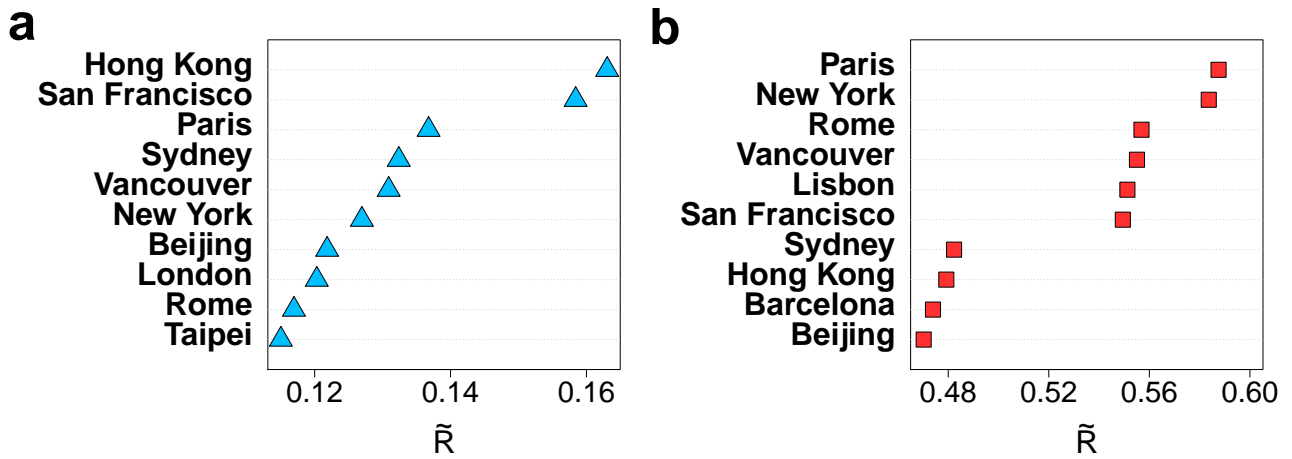 a
Hong Kong
San Francisco
Paris
Sydney
Vancouver
New York
Beijing
London
Rome
Taipei
0.12 0.14 0.16
R̃
b
Paris
New York
Rome
Vancouver
Lisbon
San Francisco
Sydney
Hong Kong
Barcelona
Beijing
0.48 0.52 0.56 0.60
R̃